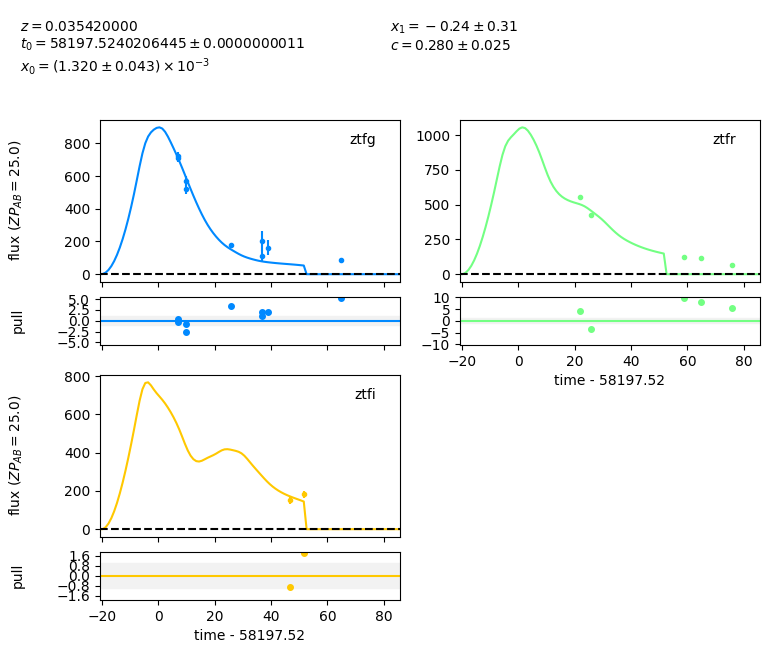 z = 0.035420000
t₀ = 58197.5240206445 ± 0.0000000011
x₀ = (1.320 ± 0.043) × 10⁻³
x₁ = −0.24 ± 0.31
c = 0.280 ± 0.025
ztfg
800
600
400
200
0
flux (ZP_AB = 25.0)
5.0
2.5
0.0
−2.5
−5.0
pull
ztfr
1000
750
500
250
0
10
5
0
−5
−10
−20 0 20 40 60 80
time - 58197.52
ztfi
800
600
400
200
0
flux (ZP_AB = 25.0)
1.6
0.8
0.0
−0.8
−1.6
pull
−20 0 20 40 60 80
time - 58197.52